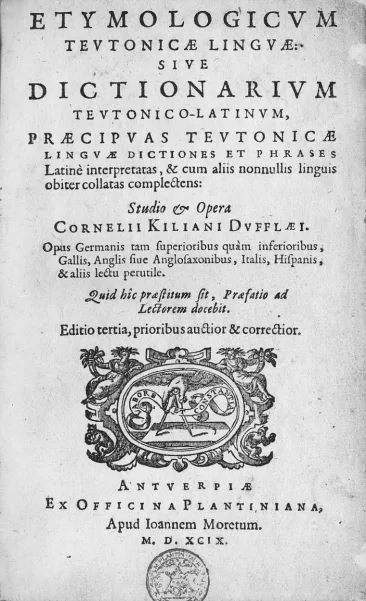 ETYMOLOGICVM
TEVTONICÆ LINGVÆ:
SIVE
DICTIONARIVM
TEVTONICO-LATINVM,
PRÆCIPVAS TEVTONICÆ
LINGVÆ DICTIONES ET PHRASES
Latinè interpretatas, & cum aliis nonnullis linguis
obiter collatas complectens:
Studio & Opera
CORNELII KILIANI DVFFLÆI.
Opus Germanis tam ſuperioribus quàm inferioribus,
Gallis, Anglis ſiue Angloſaxonibus, Italis, Hiſpanis,
& aliis lectu perutile.
Quid hîc præſtitum ſit, Præfatio ad
Lectorem docebit.
Editio tertia, prioribus auctior & correctior.
LABORE ET CONSTANTIA
ANTVERPIÆ
EX OFFICINA PLANTINIANA,
Apud Ioannem Moretum.
M. D. XCIX.